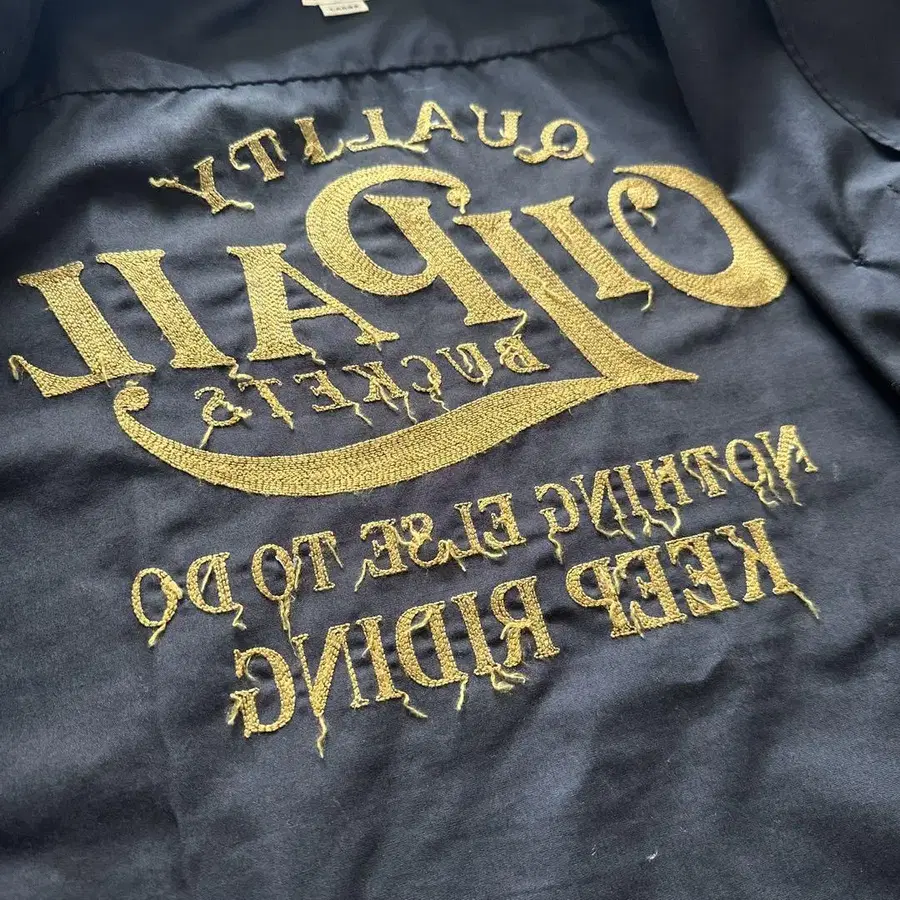 QUALITY
OILPAIL
BUCKETS
NOTHING ELSE TO DO
KEEP RIDING